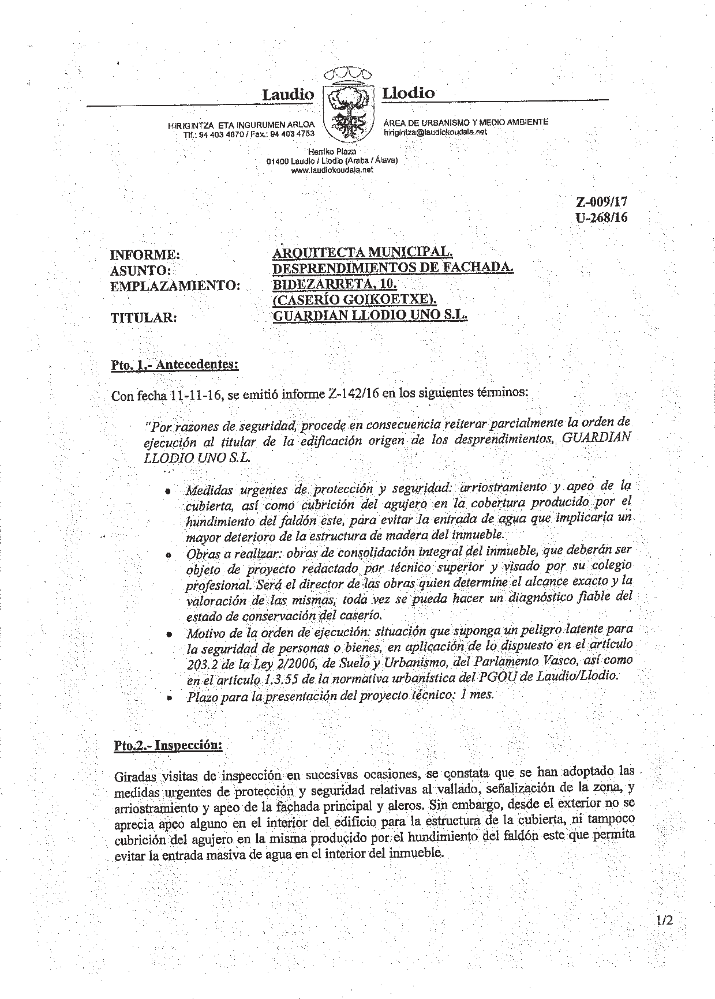 Laudio Llodio
HIRIGINTZA ETA INGURUMEN ARLOA
Tlf.: 94 403 4870 / Fax.: 94 403 4753
ÁREA DE URBANISMO Y MEDIO AMBIENTE
hirigintza@laudiokoudala.net
Herriko Plaza
01400 Laudio / Llodio (Araba / Álava)
www.laudiokoudala.net
Z-009/17
U-268/16
INFORME: ARQUITECTA MUNICIPAL.
ASUNTO: DESPRENDIMIENTOS DE FACHADA.
EMPLAZAMIENTO: BIDEZARRETA, 10.
(CASERÍO GOIKOETXE).
TITULAR: GUARDIAN LLODIO UNO S.L.
Pto. 1.- Antecedentes:
Con fecha 11-11-16, se emitió informe Z-142/16 en los siguientes términos:
"Por razones de seguridad, procede en consecuencia reiterar parcialmente la orden de
ejecución al titular de la edificación origen de los desprendimientos, GUARDIAN
LLODIO UNO S.L.
• Medidas urgentes de protección y seguridad: arriostramiento y apeo de la
cubierta, así como cubrición del agujero en la cobertura producido por el
hundimiento del faldón este, para evitar la entrada de agua que implicaría un
mayor deterioro de la estructura de madera del inmueble.
• Obras a realizar: obras de consolidación integral del inmueble, que deberán ser
objeto de proyecto redactado por técnico superior y visado por su colegio
profesional. Será el director de las obras quien determine el alcance exacto y la
valoración de las mismas, toda vez se pueda hacer un diagnóstico fiable del
estado de conservación del caserío.
• Motivo de la orden de ejecución: situación que suponga un peligro latente para
la seguridad de personas o bienes, en aplicación de lo dispuesto en el artículo
203.2 de la Ley 2/2006, de Suelo y Urbanismo, del Parlamento Vasco, así como
en el artículo 1.3.55 de la normativa urbanística del PGOU de Laudio/Llodio.
• Plazo para la presentación del proyecto técnico: 1 mes.
Pto.2.- Inspección:
Giradas visitas de inspección en sucesivas ocasiones, se constata que se han adoptado las
medidas urgentes de protección y seguridad relativas al vallado, señalización de la zona, y
arriostramiento y apeo de la fachada principal y aleros. Sin embargo, desde el exterior no se
aprecia apeo alguno en el interior del edificio para la estructura de la cubierta, ni tampoco
cubrición del agujero en la misma producido por el hundimiento del faldón este que permita
evitar la entrada masiva de agua en el interior del inmueble.
1/2